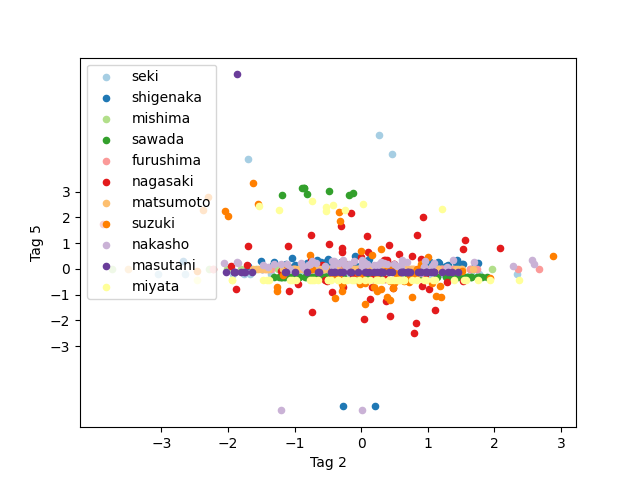 seki
shigenaka
mishima
sawada
furushima
nagasaki
matsumoto
suzuki
nakasho
masutani
miyata
Tag 5
3
2
1
0
−1
−2
−3
−3 −2 −1 0 1 2 3
Tag 2